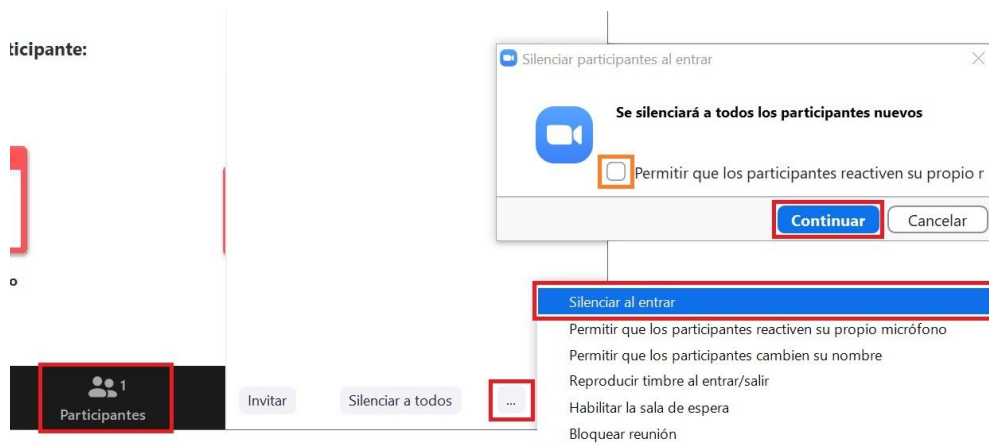 ticipante:
o
1
Participantes
Invitar
Silenciar a todos
...
Silenciar participantes al entrar
Se silenciará a todos los participantes nuevos
Permitir que los participantes reactiven su propio r
Continuar
Cancelar
Silenciar al entrar
Permitir que los participantes reactiven su propio micrófono
Permitir que los participantes cambien su nombre
Reproducir timbre al entrar/salir
Habilitar la sala de espera
Bloquear reunión